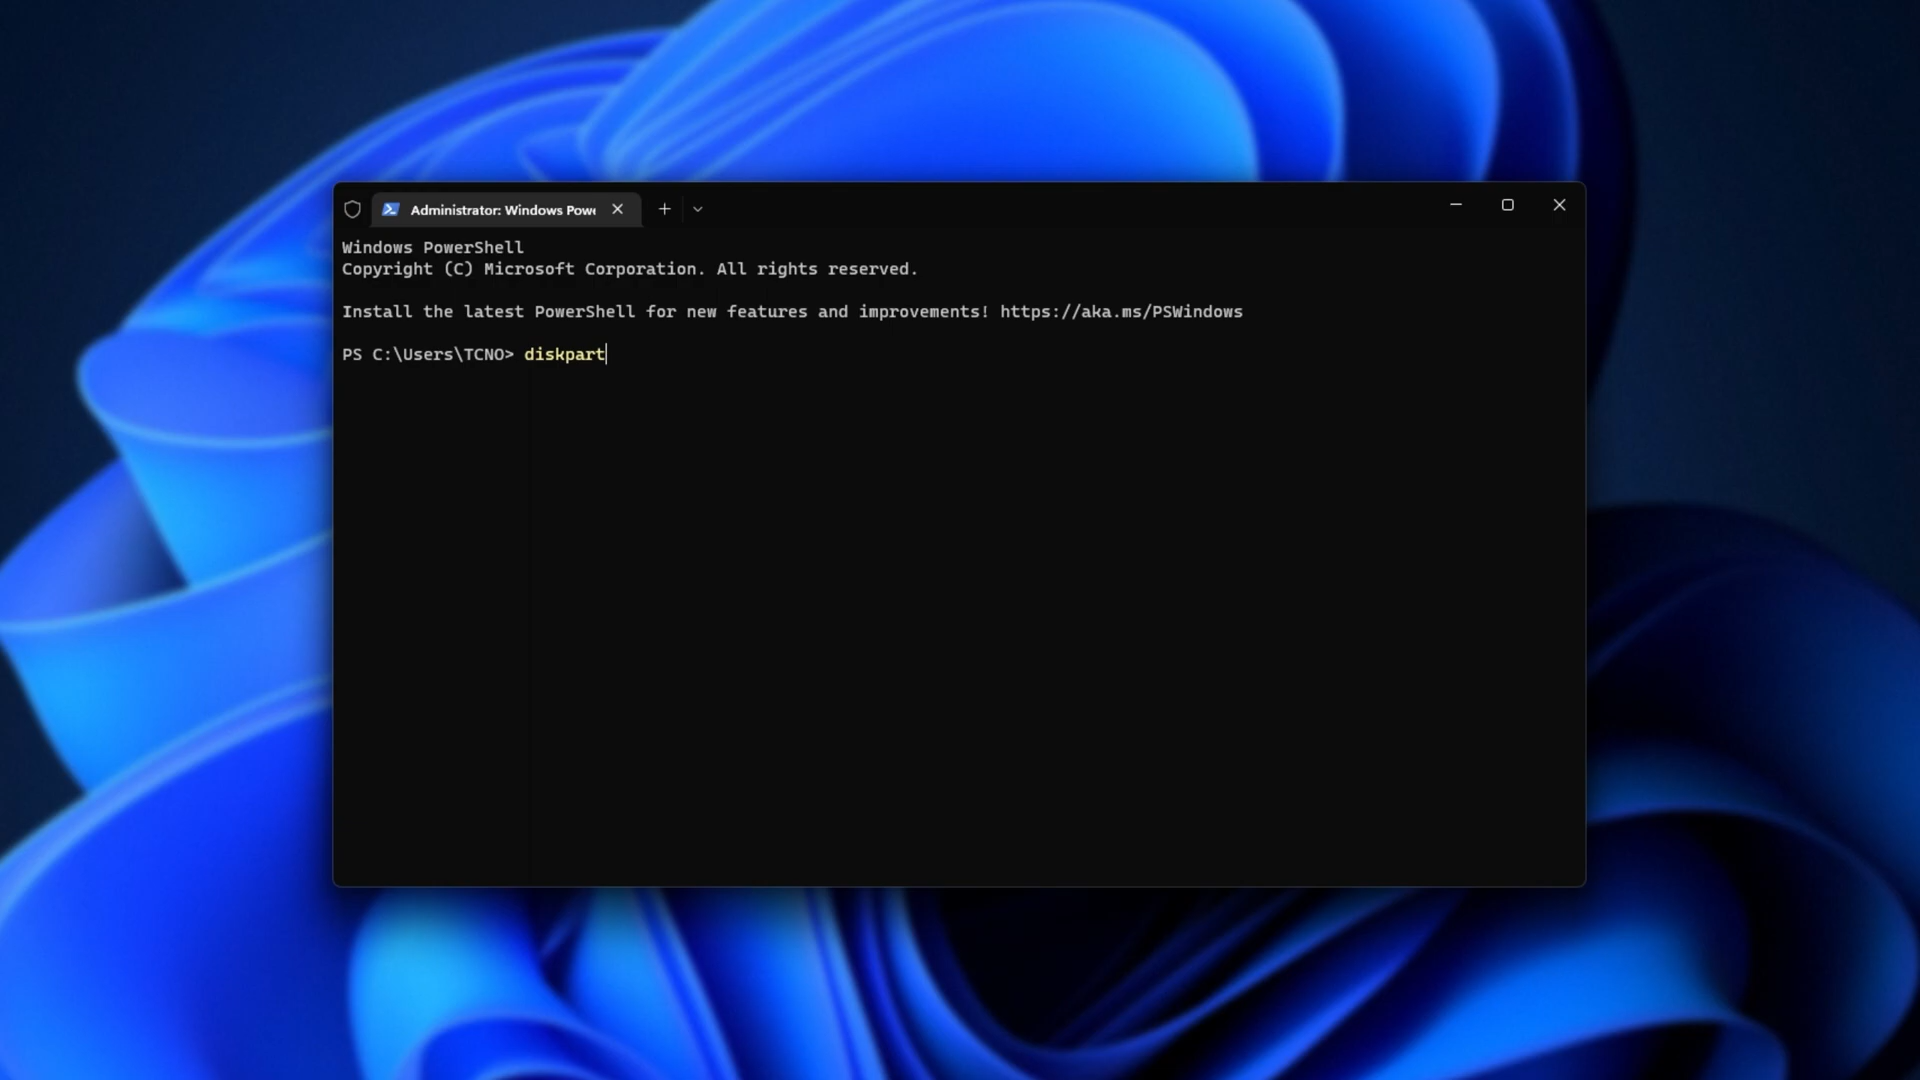 Administrator: Windows Powe
Windows PowerShell
Copyright (C) Microsoft Corporation. All rights reserved.
Install the latest PowerShell for new features and improvements! https://aka.ms/PSWindows
PS C:\Users\TCNO> diskpart